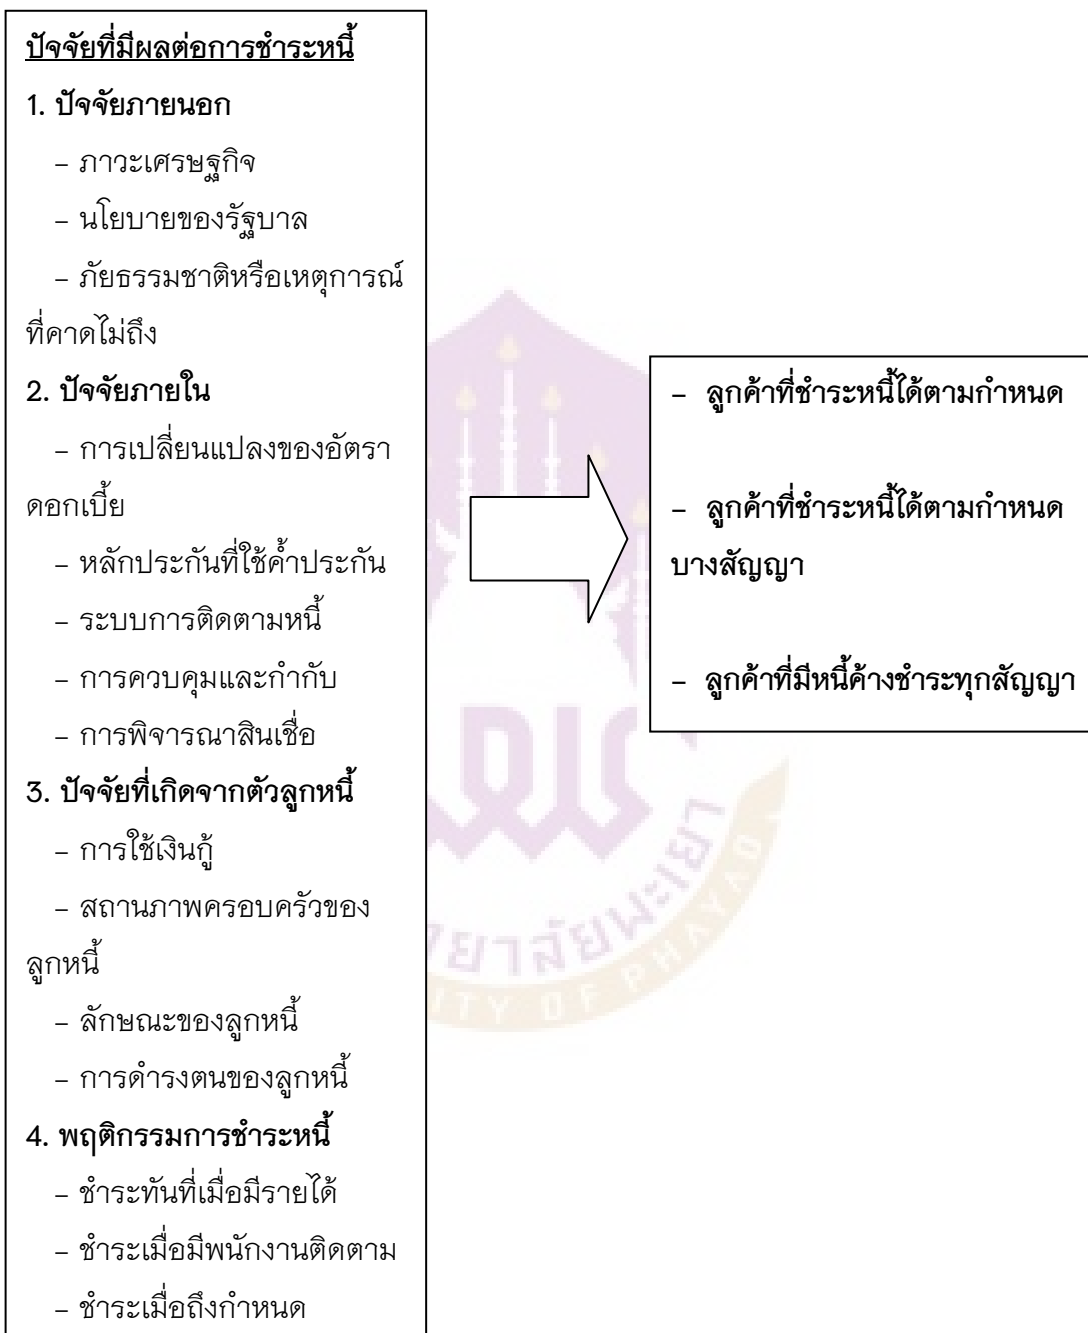 ปัจจัยที่มีผลต่อการชำระหนี้
1. ปัจจัยภายนอก
– ภาวะเศรษฐกิจ
– นโยบายของรัฐบาล
– ภัยธรรมชาติหรือเหตุการณ์
ที่คาดไม่ถึง
2. ปัจจัยภายใน
– การเปลี่ยนแปลงของอัตรา
ดอกเบี้ย
– หลักประกันที่ใช้ค้ำประกัน
– ระบบการติดตามหนี้
– การควบคุมและกำกับ
– การพิจารณาสินเชื่อ
3. ปัจจัยที่เกิดจากตัวลูกหนี้
– การใช้เงินกู้
– สถานภาพครอบครัวของ
ลูกหนี้
– ลักษณะของลูกหนี้
– การดำรงตนของลูกหนี้
4. พฤติกรรมการชำระหนี้
– ชำระทันที่เมื่อมีรายได้
– ชำระเมื่อมีพนักงานติดตาม
– ชำระเมื่อถึงกำหนด
– ลูกค้าที่ชำระหนี้ได้ตามกำหนด
– ลูกค้าที่ชำระหนี้ได้ตามกำหนด
บางสัญญา
– ลูกค้าที่มีหนี้ค้างชำระทุกสัญญา
ยาลัยพะเยา
ITY OF PHAYAO